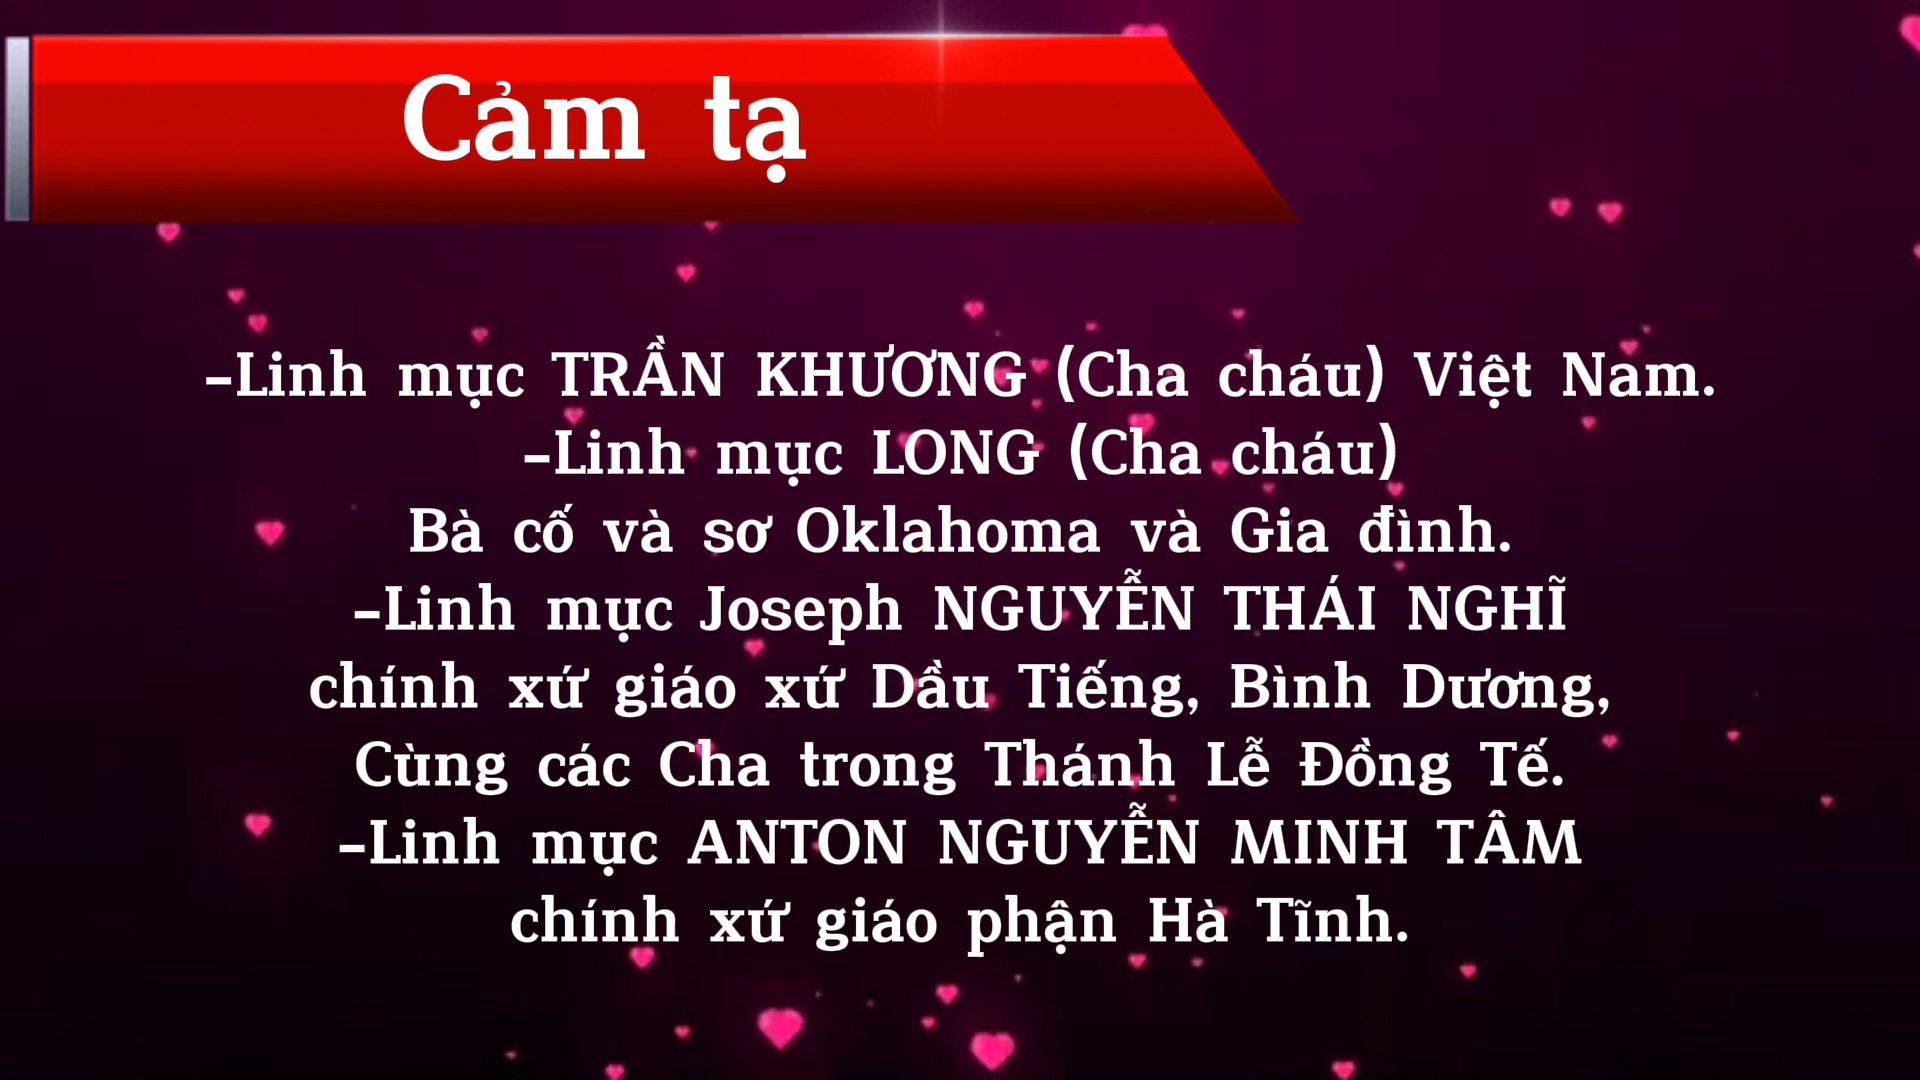 Cảm tạ
-Linh mục TRẦN KHƯƠNG (Cha cháu) Việt Nam.
-Linh mục LONG (Cha cháu)
Bà cố và sơ Oklahoma và Gia đình.
-Linh mục Joseph NGUYỄN THÁI NGHĨ
chính xứ giáo xứ Dầu Tiếng, Bình Dương,
Cùng các Cha trong Thánh Lễ Đồng Tế.
-Linh mục ANTON NGUYỄN MINH TÂM
chính xứ giáo phận Hà Tĩnh.